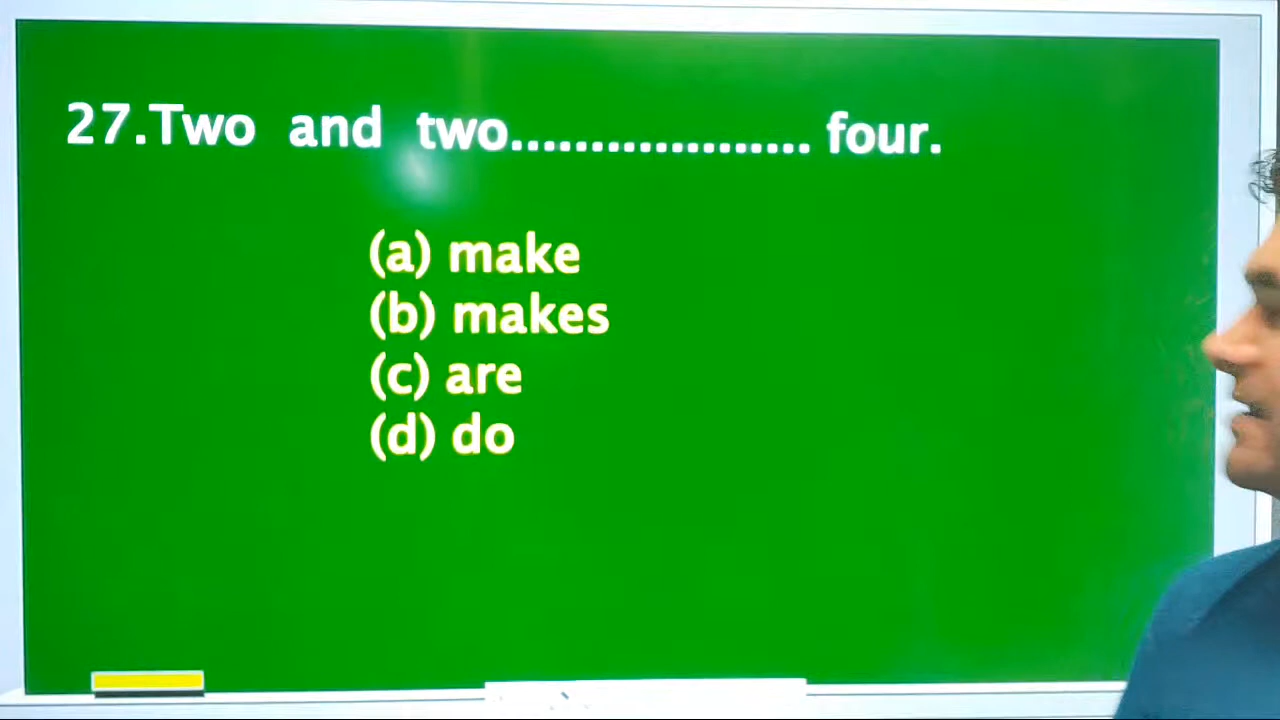 27.Two and two................... four.
(a) make
(b) makes
(c) are
(d) do